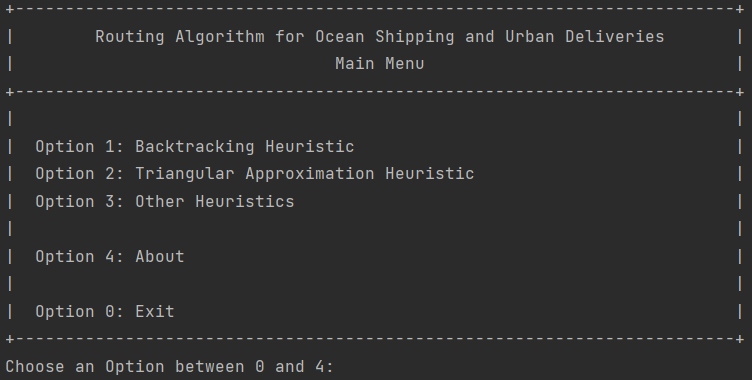 +------------------------------------------------------------------------+
|        Routing Algorithm for Ocean Shipping and Urban Deliveries       |
|                                Main Menu                               |
+------------------------------------------------------------------------+
|                                                                        |
|  Option 1: Backtracking Heuristic                                      |
|  Option 2: Triangular Approximation Heuristic                          |
|  Option 3: Other Heuristics                                            |
|                                                                        |
|  Option 4: About                                                       |
|                                                                        |
|  Option 0: Exit                                                        |
+------------------------------------------------------------------------+
Choose an Option between 0 and 4: